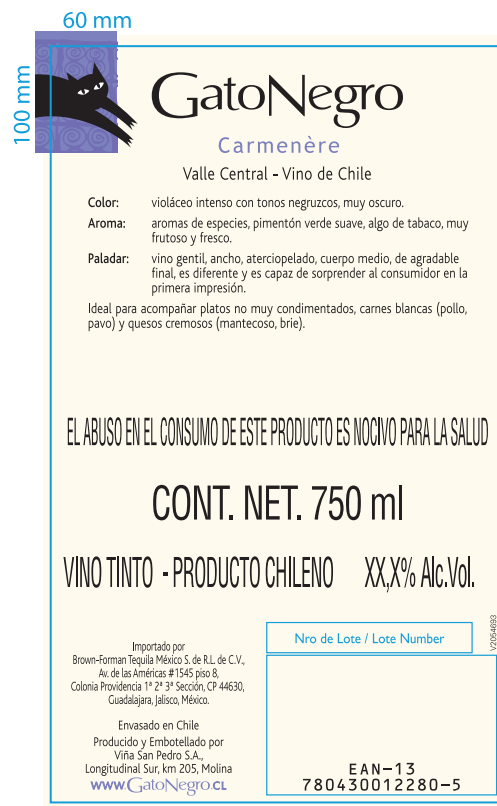 60 mm
100 mm
GatoNegro
Carmenère
Valle Central - Vino de Chile
Color: violáceo intenso con tonos negruzcos, muy oscuro.
Aroma: aromas de especies, pimentón verde suave, algo de tabaco, muy
frutoso y fresco.
Paladar: vino gentil, ancho, aterciopelado, cuerpo medio, de agradable
final, es diferente y es capaz de sorprender al consumidor en la
primera impresión.
Ideal para acompañar platos no muy condimentados, carnes blancas (pollo,
pavo) y quesos cremosos (mantecoso, brie).
EL ABUSO EN EL CONSUMO DE ESTE PRODUCTO ES NOCIVO PARA LA SALUD
CONT. NET. 750 ml
VINO TINTO - PRODUCTO CHILENO XX,X% Alc.Vol.
Importado por
Brown-Forman Tequila México S. de R.L. de C.V.,
Av. de las Américas #1545 piso 8,
Colonia Providencia 1ª 2ª 3ª Sección, CP 44630,
Guadalajara, Jalisco, México.
Envasado en Chile
Producido y Embotellado por
Viña San Pedro S.A.,
Longitudinal Sur, km 205, Molina
www.GatoNegro.CL
Nro de Lote / Lote Number
V2054693
EAN-13
780430012280-5